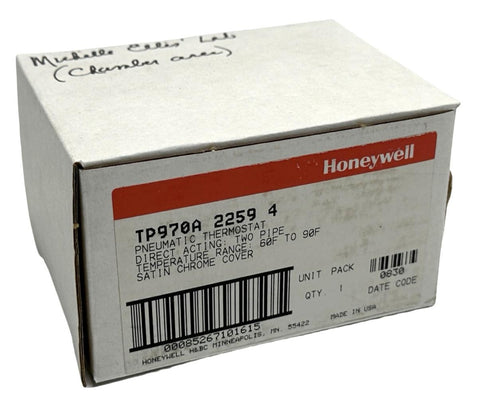 Michelle Ellis' Lab
(Chamber area)
Honeywell
TP970A 2259 4
PNEUMATIC THERMOSTAT
DIRECT ACTING; TWO PIPE
TEMPERATURE RANGE: 60F TO 90F
SATIN CHROME COVER
UNIT PACK
QTY. 1
0830
DATE CODE
00085267101615
HONEYWELL H&BC MINNEAPOLIS, MN. 55422
MADE IN USA